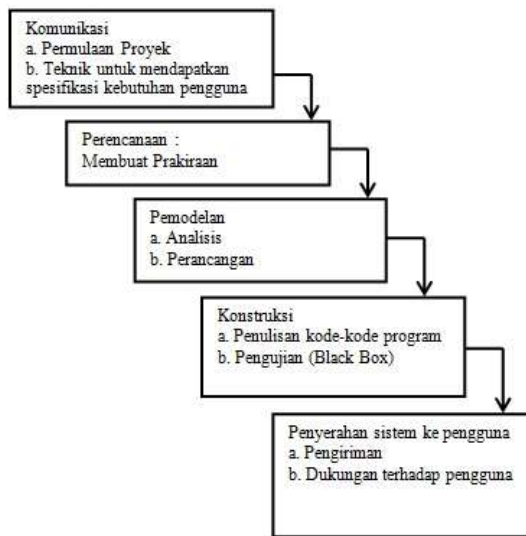 Komunikasi
a. Permulaan Proyek
b. Teknik untuk mendapatkan
spesifikasi kebutuhan pengguna
Perencanaan :
Membuat Prakiraan
Pemodelan
a. Analisis
b. Perancangan
Konstruksi
a. Penulisan kode-kode program
b. Pengujian (Black Box)
Penyerahan sistem ke pengguna
a. Pengiriman
b. Dukungan terhadap pengguna